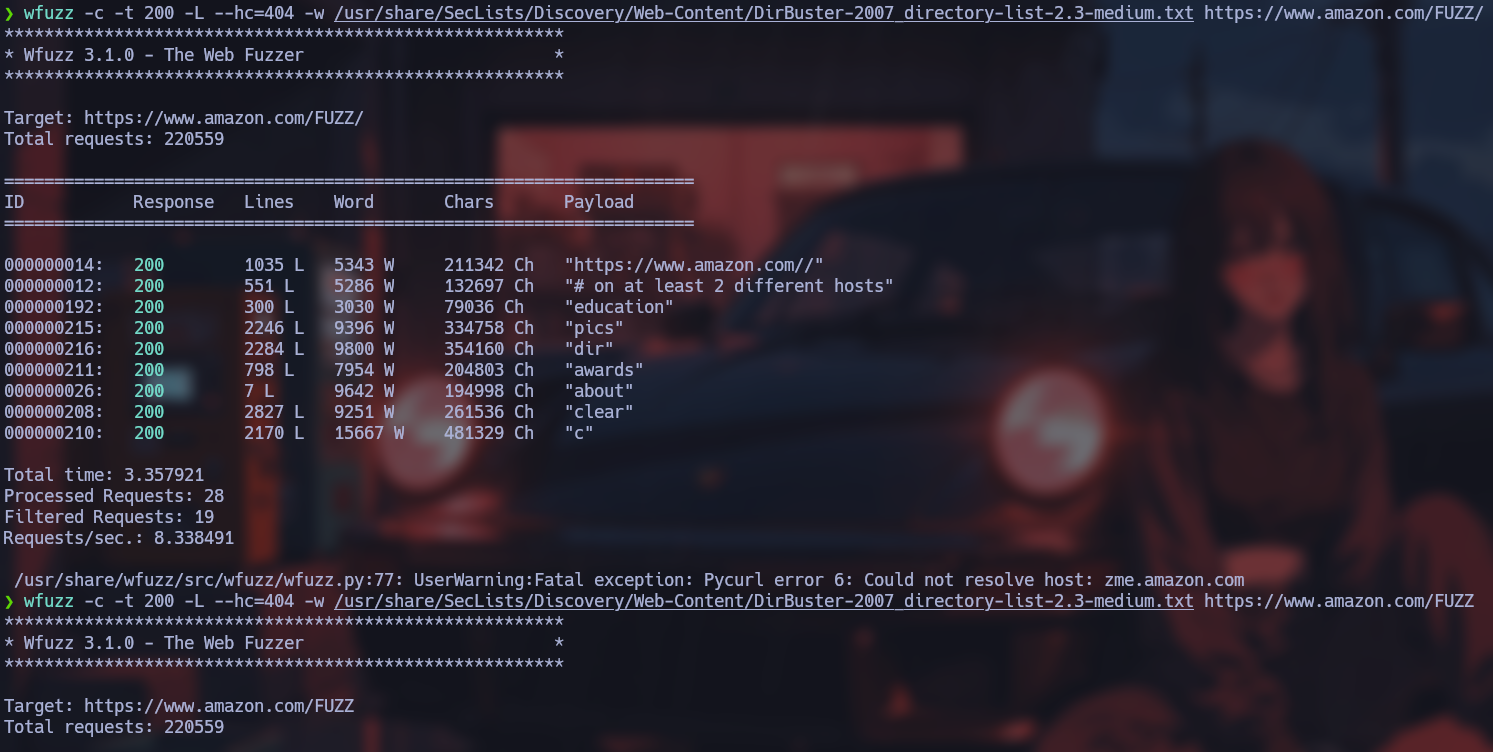 ❯ wfuzz -c -t 200 -L --hc=404 -w /usr/share/SecLists/Discovery/Web-Content/DirBuster-2007_directory-list-2.3-medium.txt https://www.amazon.com/FUZZ/
********************************************************
* Wfuzz 3.1.0 - The Web Fuzzer                         *
********************************************************

Target: https://www.amazon.com/FUZZ/
Total requests: 220559

=====================================================================
ID           Response   Lines    Word       Chars       Payload
=====================================================================

000000014:   200        1035 L   5343 W     211342 Ch   "https://www.amazon.com//"
000000012:   200        551 L    5286 W     132697 Ch   "# on at least 2 different hosts"
000000192:   200        300 L    3030 W     79036 Ch    "education"
000000215:   200        2246 L   9396 W     334758 Ch   "pics"
000000216:   200        2284 L   9800 W     354160 Ch   "dir"
000000211:   200        798 L    7954 W     204803 Ch   "awards"
000000026:   200        7 L      9642 W     194998 Ch   "about"
000000208:   200        2827 L   9251 W     261536 Ch   "clear"
000000210:   200        2170 L   15667 W    481329 Ch   "c"

Total time: 3.357921
Processed Requests: 28
Filtered Requests: 19
Requests/sec.: 8.338491

 /usr/share/wfuzz/src/wfuzz/wfuzz.py:77: UserWarning:Fatal exception: Pycurl error 6: Could not resolve host: zme.amazon.com
❯ wfuzz -c -t 200 -L --hc=404 -w /usr/share/SecLists/Discovery/Web-Content/DirBuster-2007_directory-list-2.3-medium.txt https://www.amazon.com/FUZZ
********************************************************
* Wfuzz 3.1.0 - The Web Fuzzer                         *
********************************************************

Target: https://www.amazon.com/FUZZ
Total requests: 220559